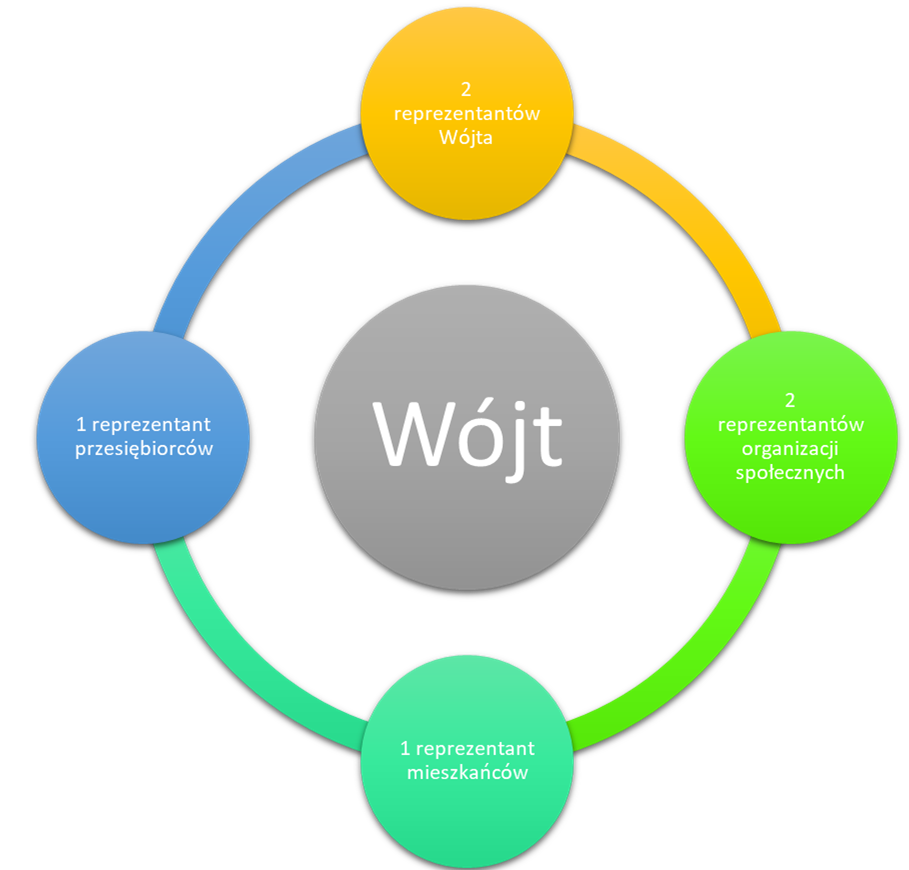 2
reprezentantów
Wójta
1 reprezentant
przesiębiorców
Wójt
2
reprezentantów
organizacji
społecznych
1 reprezentant
mieszkańców